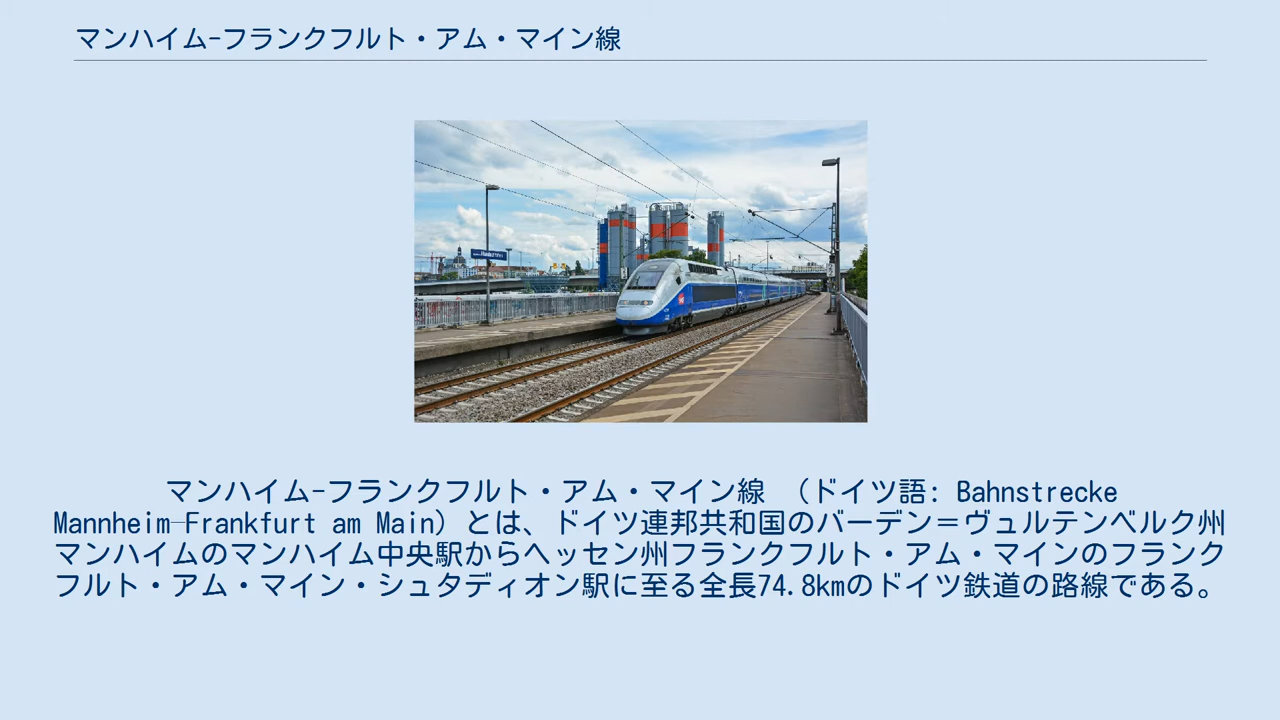 マンハイム-フランクフルト・アム・マイン線
マンハイム-フランクフルト・アム・マイン線 （ドイツ語: Bahnstrecke
Mannheim–Frankfurt am Main）とは、ドイツ連邦共和国のバーデン＝ヴュルテンベルク州
マンハイムのマンハイム中央駅からヘッセン州フランクフルト・アム・マインのフランク
フルト・アム・マイン・シュタディオン駅に至る全長74.8kmのドイツ鉄道の路線である。